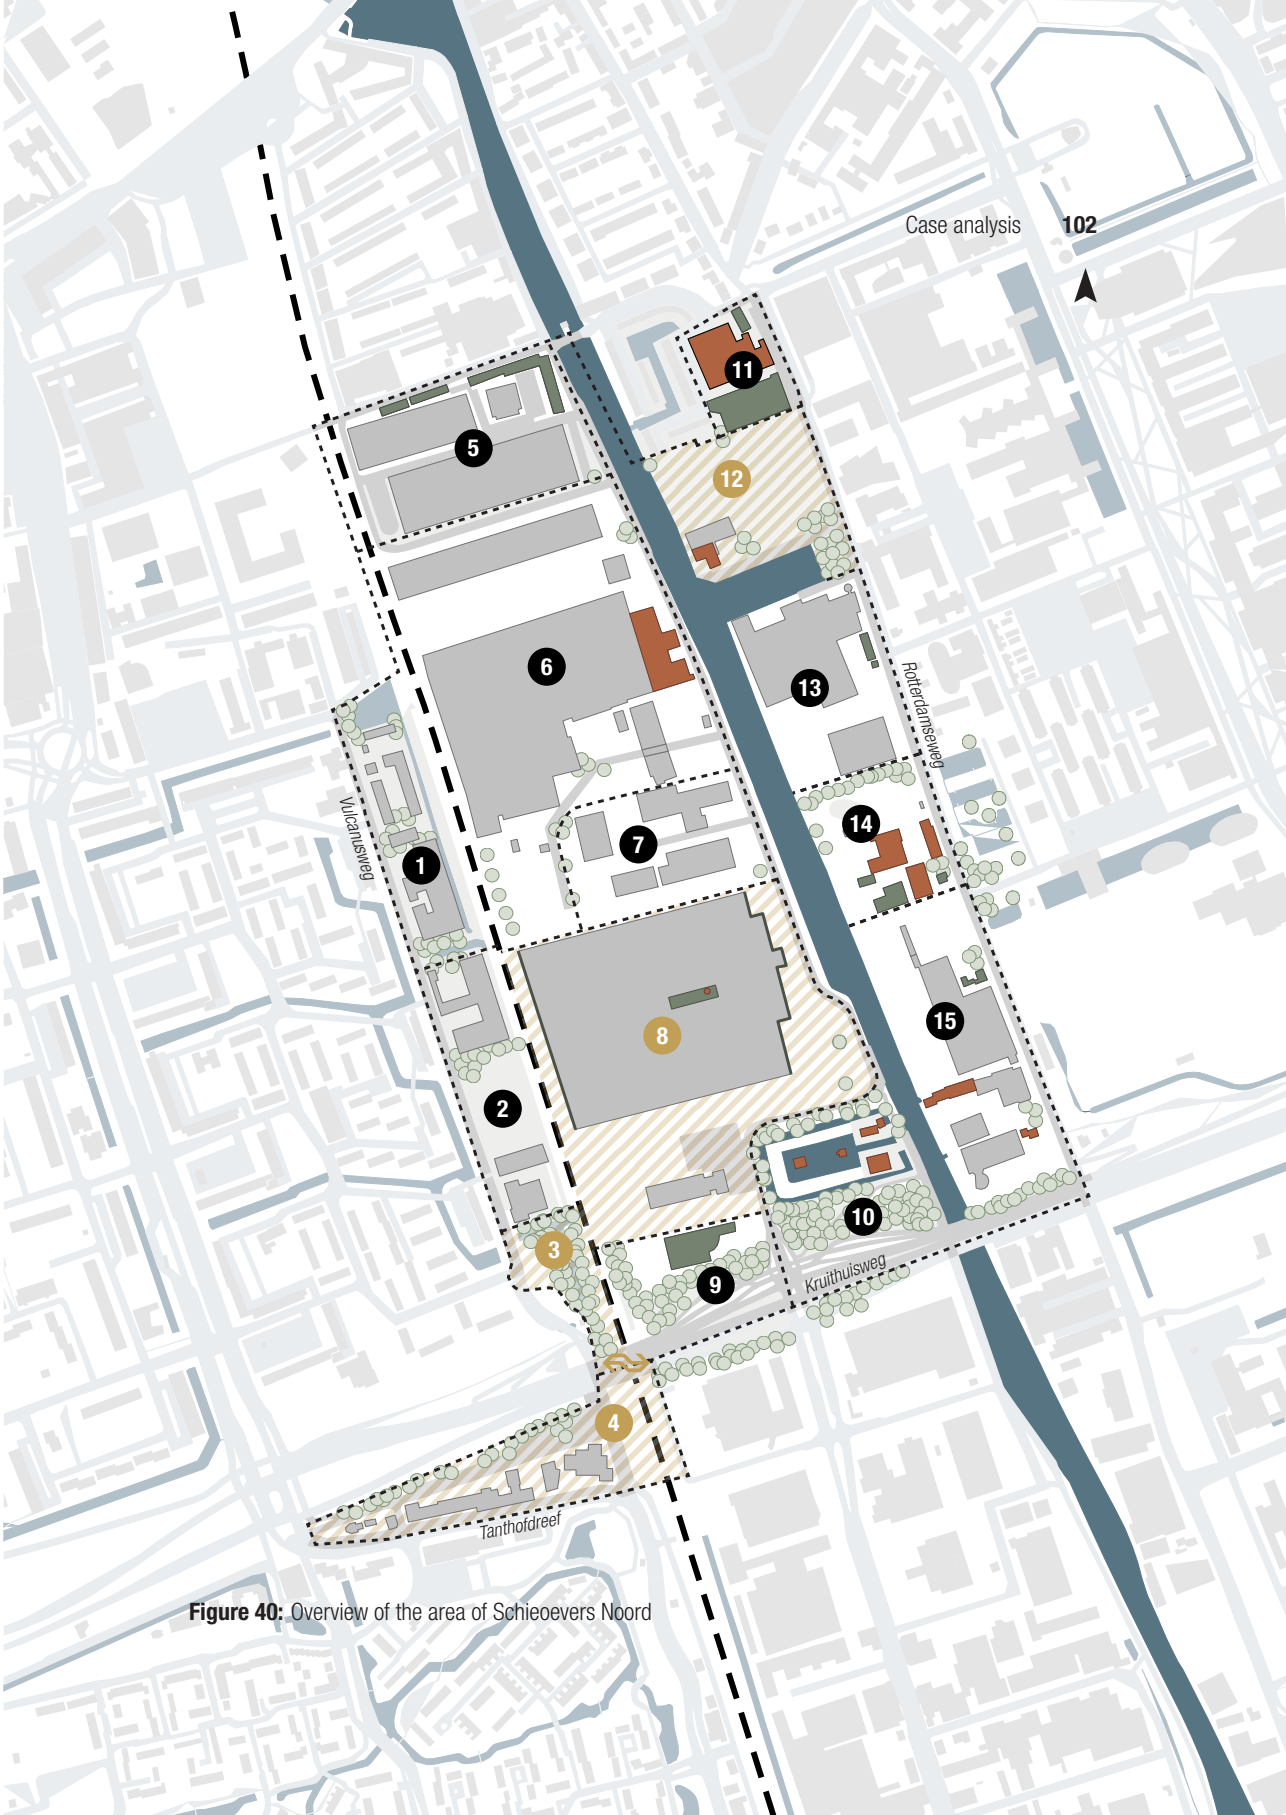 Case analysis 102
11
5
12
6
13
Rotterdamseweg
Vulcanusweg
14
7
1
15
8
2
10
3
9
Kruithuisweg
4
Tanthofdreef
Figure 40: Overview of the area of Schieoevers Noord